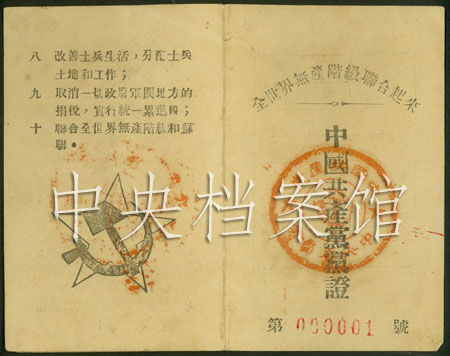 八 改善士兵生活，分配士兵
土地和工作；
九 取消一切政府軍閥地方的
捐稅，實行統一累進稅；
十 聯合全世界無產階級和蘇
聯。
全世界無產階級聯合起來
中國共產黨黨證
第 000001 號
中央档案馆